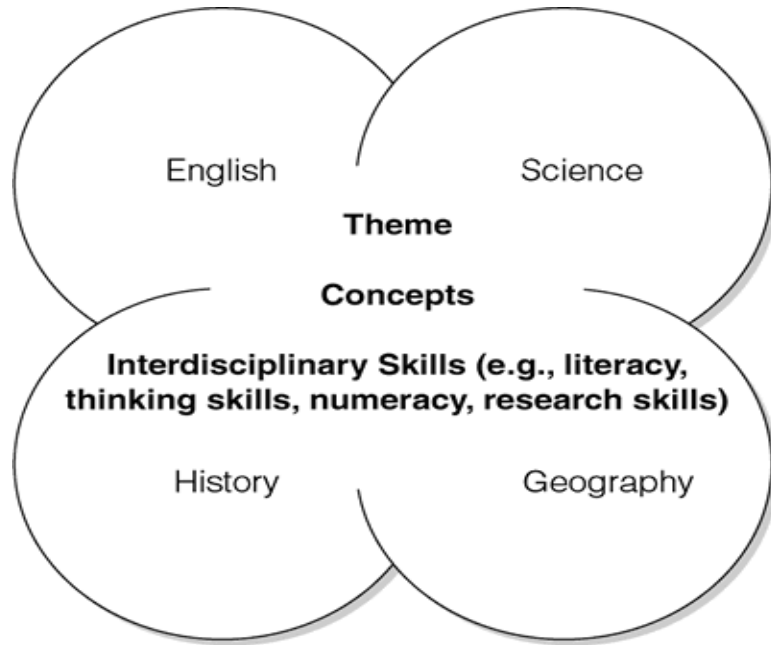 English Science
Theme
Concepts
Interdisciplinary Skills (e.g., literacy,
thinking skills, numeracy, research skills)
History Geography